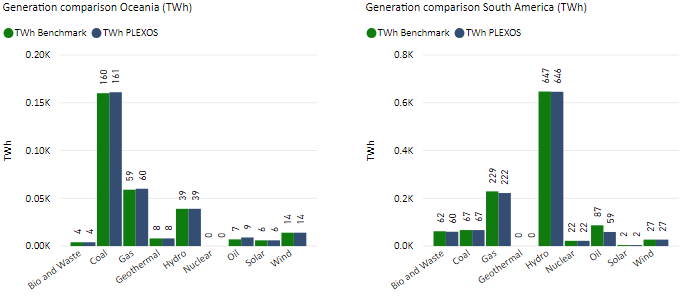 Generation comparison Oceania (TWh)
TWh Benchmark TWh PLEXOS
TWh
0.20K
0.15K
0.10K
0.05K
0.00K
4 4 160 161 59 60 8 8 39 39 0 0 7 9 6 6 14 14
Bio and Waste Coal Gas Geothermal Hydro Nuclear Oil Solar Wind
Generation comparison South America (TWh)
TWh Benchmark TWh PLEXOS
TWh
0.8K
0.6K
0.4K
0.2K
0.0K
62 60 67 67 229 222 0 0 647 646 22 22 87 59 2 2 27 27
Bio and Waste Coal Gas Geothermal Hydro Nuclear Oil Solar Wind